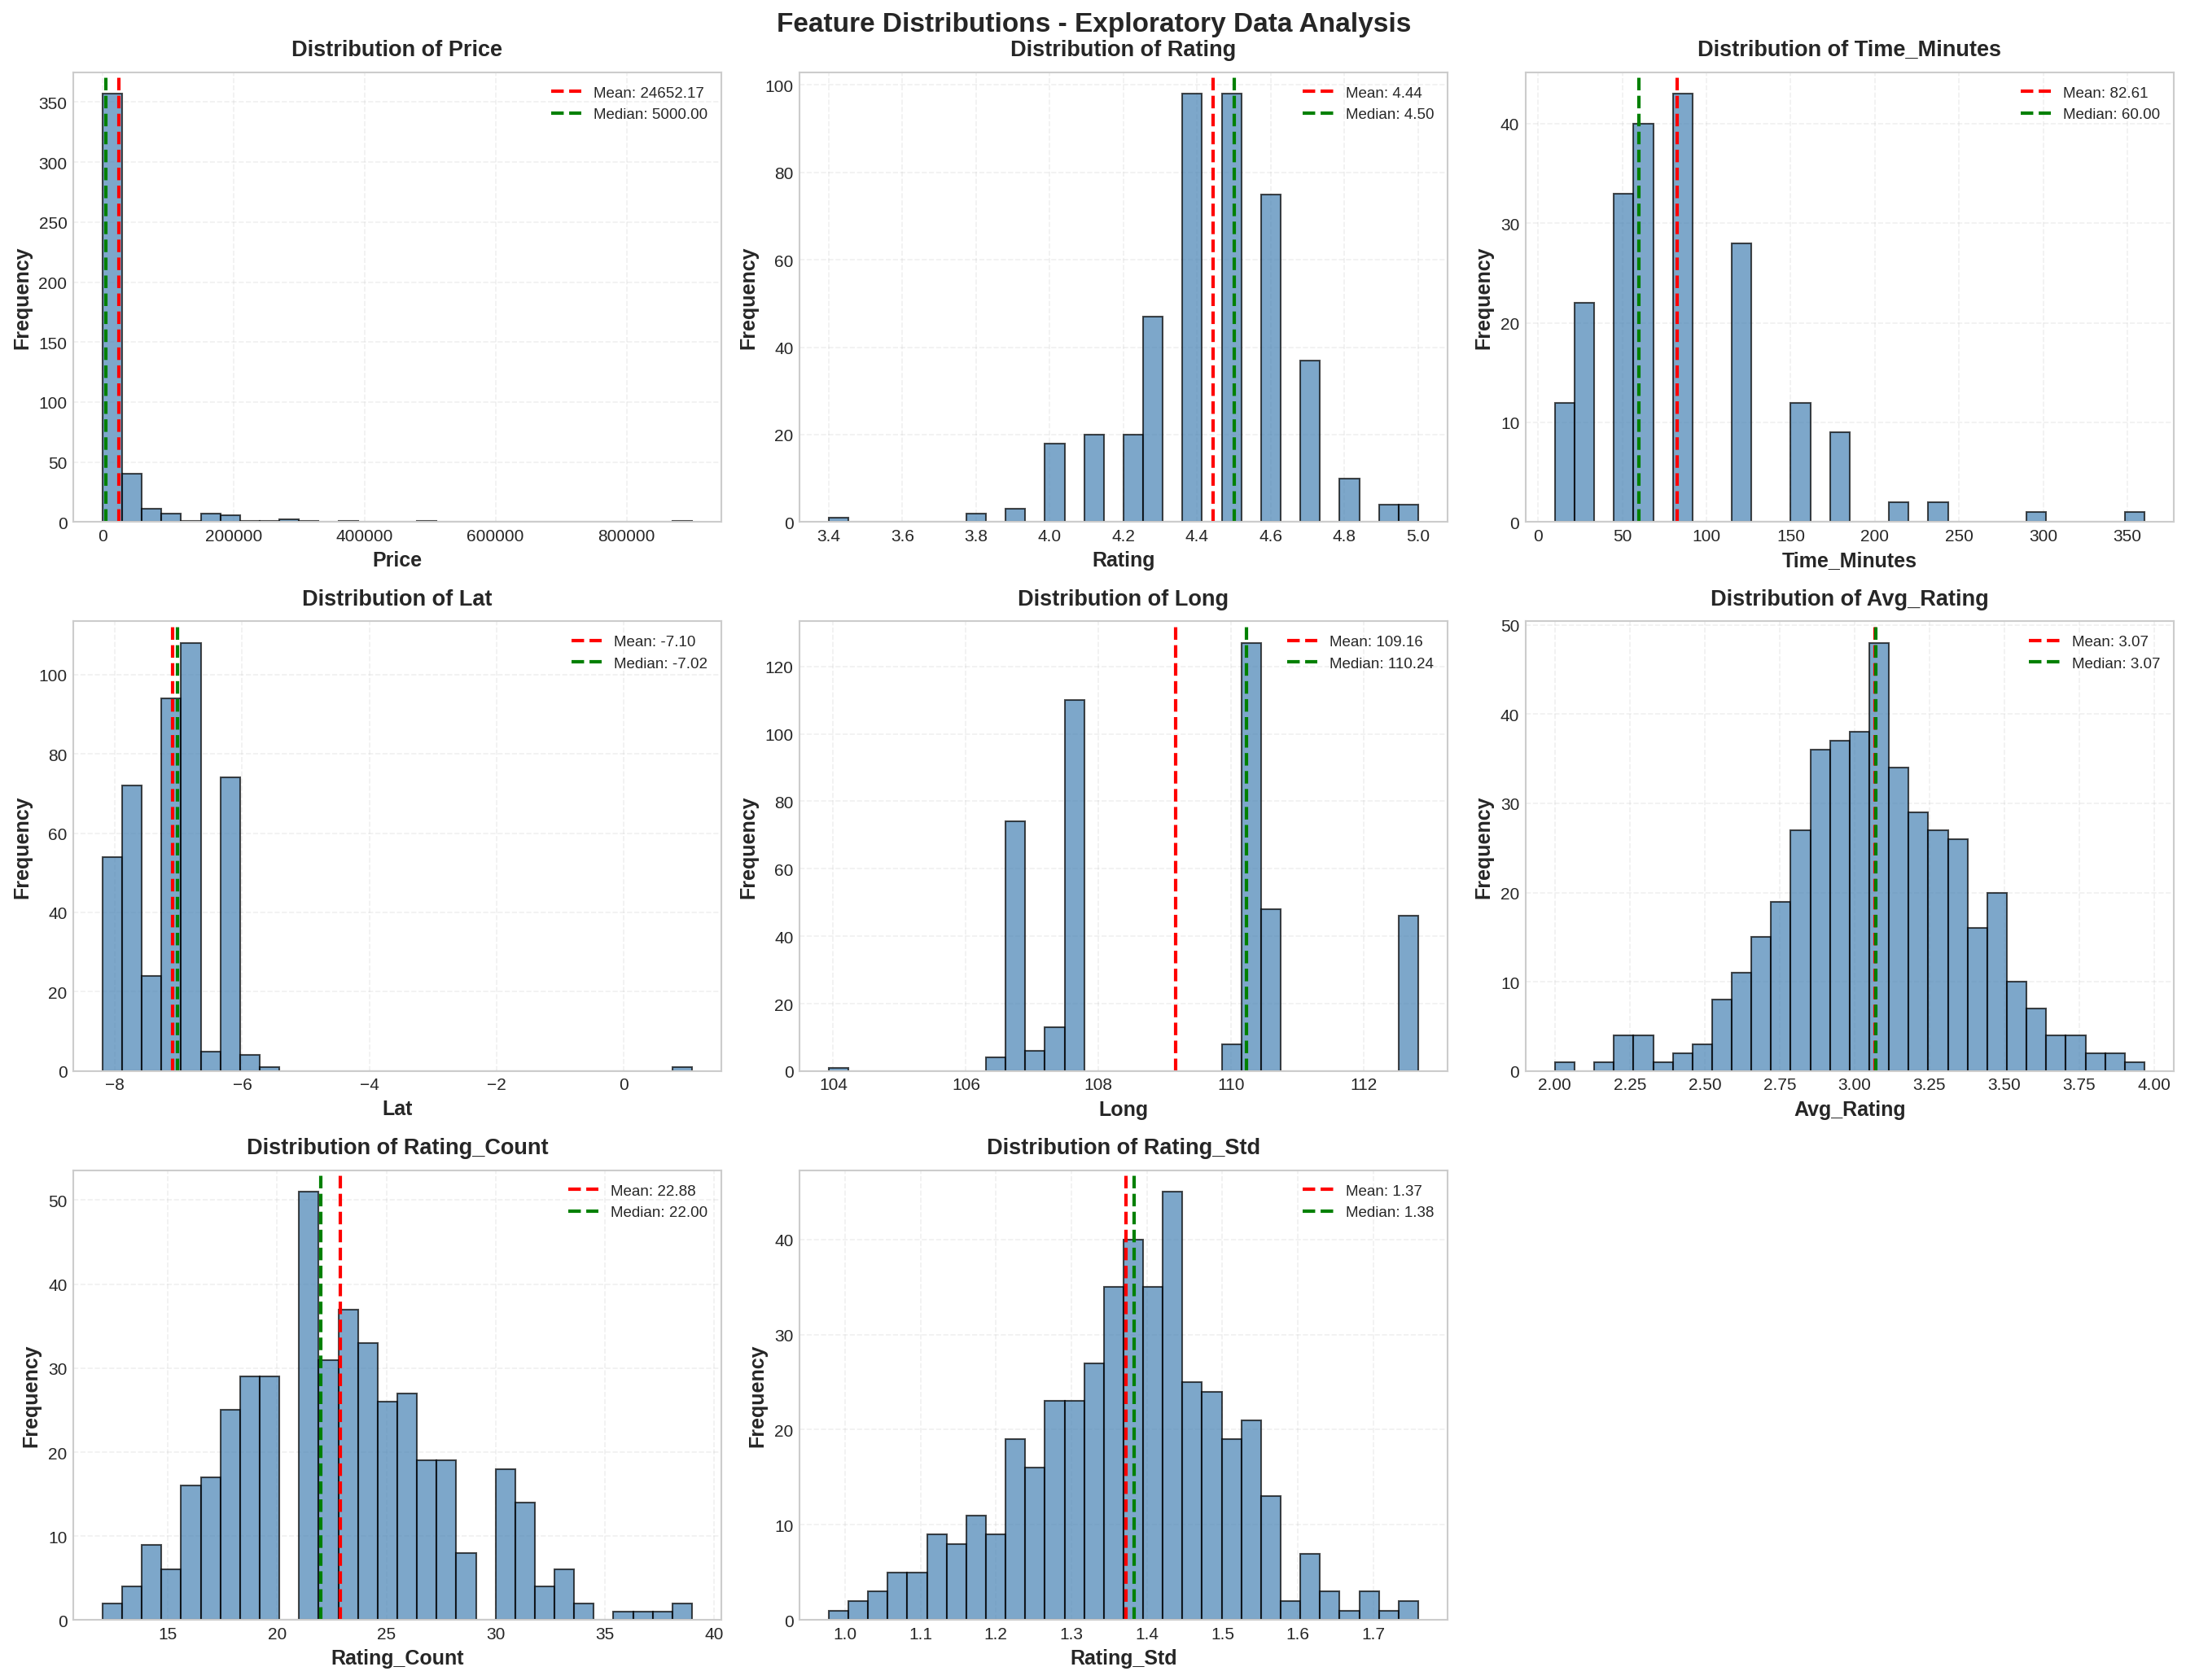 Feature Distributions - Exploratory Data Analysis
Distribution of Price
Mean: 24652.17
Median: 5000.00
Frequency
350
300
250
200
150
100
50
0
0 200000 400000 600000 800000
Price
Distribution of Rating
Mean: 4.44
Median: 4.50
Frequency
100
80
60
40
20
0
3.4 3.6 3.8 4.0 4.2 4.4 4.6 4.8 5.0
Rating
Distribution of Time_Minutes
Mean: 82.61
Median: 60.00
Frequency
40
30
20
10
0
0 50 100 150 200 250 300 350
Time_Minutes
Distribution of Lat
Mean: -7.10
Median: -7.02
Frequency
100
80
60
40
20
0
−8 −6 −4 −2 0
Lat
Distribution of Long
Mean: 109.16
Median: 110.24
Frequency
120
100
80
60
40
20
0
104 106 108 110 112
Long
Distribution of Avg_Rating
Mean: 3.07
Median: 3.07
Frequency
50
40
30
20
10
0
2.00 2.25 2.50 2.75 3.00 3.25 3.50 3.75 4.00
Avg_Rating
Distribution of Rating_Count
Mean: 22.88
Median: 22.00
Frequency
50
40
30
20
10
0
15 20 25 30 35 40
Rating_Count
Distribution of Rating_Std
Mean: 1.37
Median: 1.38
Frequency
40
30
20
10
0
1.0 1.1 1.2 1.3 1.4 1.5 1.6 1.7
Rating_Std